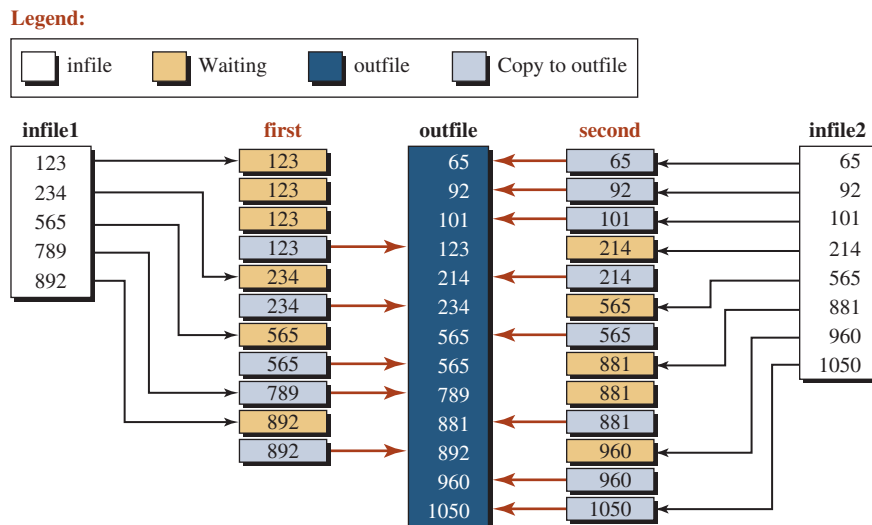 Legend:
infile Waiting outfile Copy to outfile
infile1 first outfile second infile2
123 123 65 65 65
234 123 92 92 92
565 123 101 101 101
789 123 123 214 214
892 234 214 214 565
234 234 565 881
565 565 565 960
565 565 881 1050
789 789 881
892 881 881
892 892 960
960 960
1050 1050